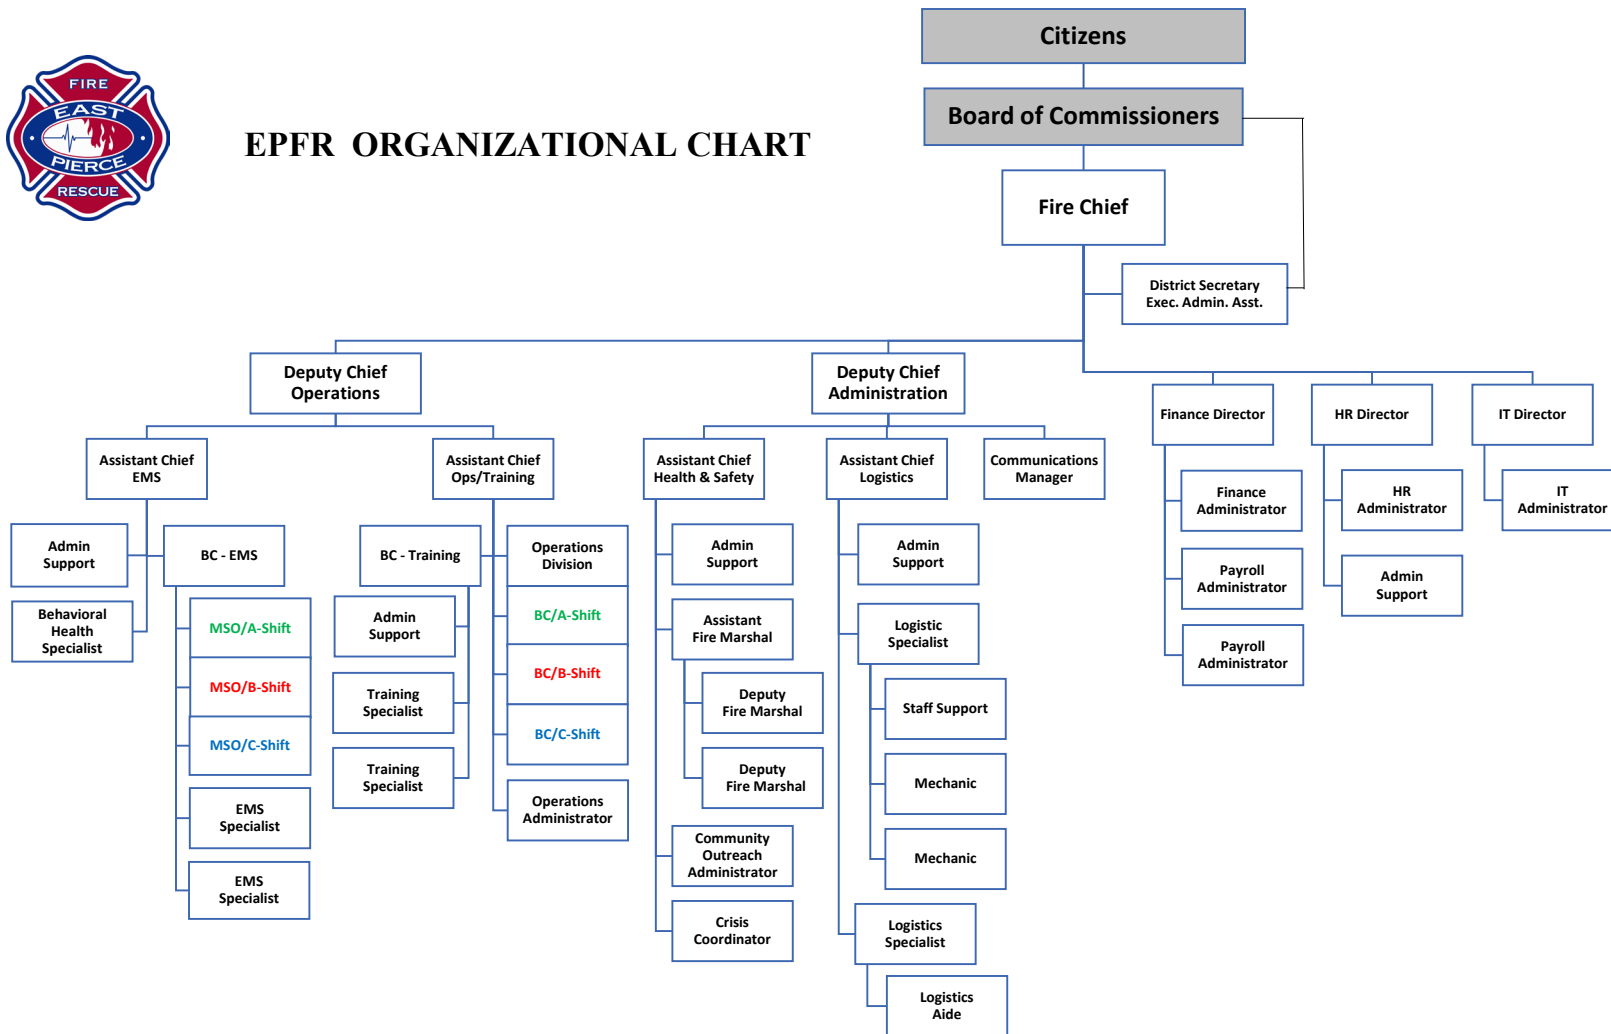 FIRE
EAST
PIERCE
RESCUE
EPFR ORGANIZATIONAL CHART
Citizens
Board of Commissioners
Fire Chief
District Secretary
Exec. Admin. Asst.
Deputy Chief
Operations
Deputy Chief
Administration
Finance Director
HR Director
IT Director
Assistant Chief
EMS
Assistant Chief
Ops/Training
Assistant Chief
Health & Safety
Assistant Chief
Logistics
Communications
Manager
Admin
Support
BC - EMS
Behavioral
Health
Specialist
MSO/A-Shift
MSO/B-Shift
MSO/C-Shift
EMS
Specialist
EMS
Specialist
BC - Training
Admin
Support
Training
Specialist
Training
Specialist
Operations
Division
BC/A-Shift
BC/B-Shift
BC/C-Shift
Operations
Administrator
Admin
Support
Assistant
Fire Marshal
Deputy
Fire Marshal
Deputy
Fire Marshal
Community
Outreach
Administrator
Crisis
Coordinator
Admin
Support
Logistic
Specialist
Staff Support
Mechanic
Mechanic
Logistics
Specialist
Logistics
Aide
Finance
Administrator
Payroll
Administrator
Payroll
Administrator
HR
Administrator
Admin
Support
IT
Administrator